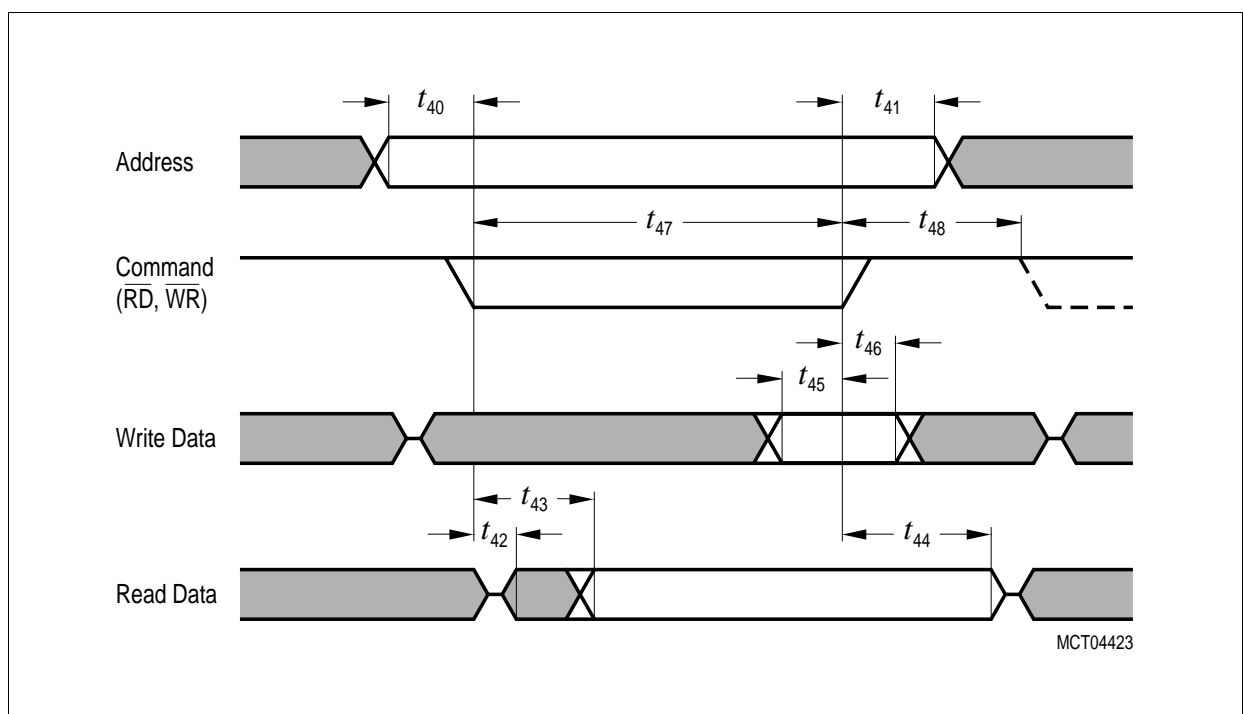 t40
t41
Address
t47
t48
Command
(RD, WR)
t46
t45
Write Data
t43
t42
t44
Read Data
MCT04423